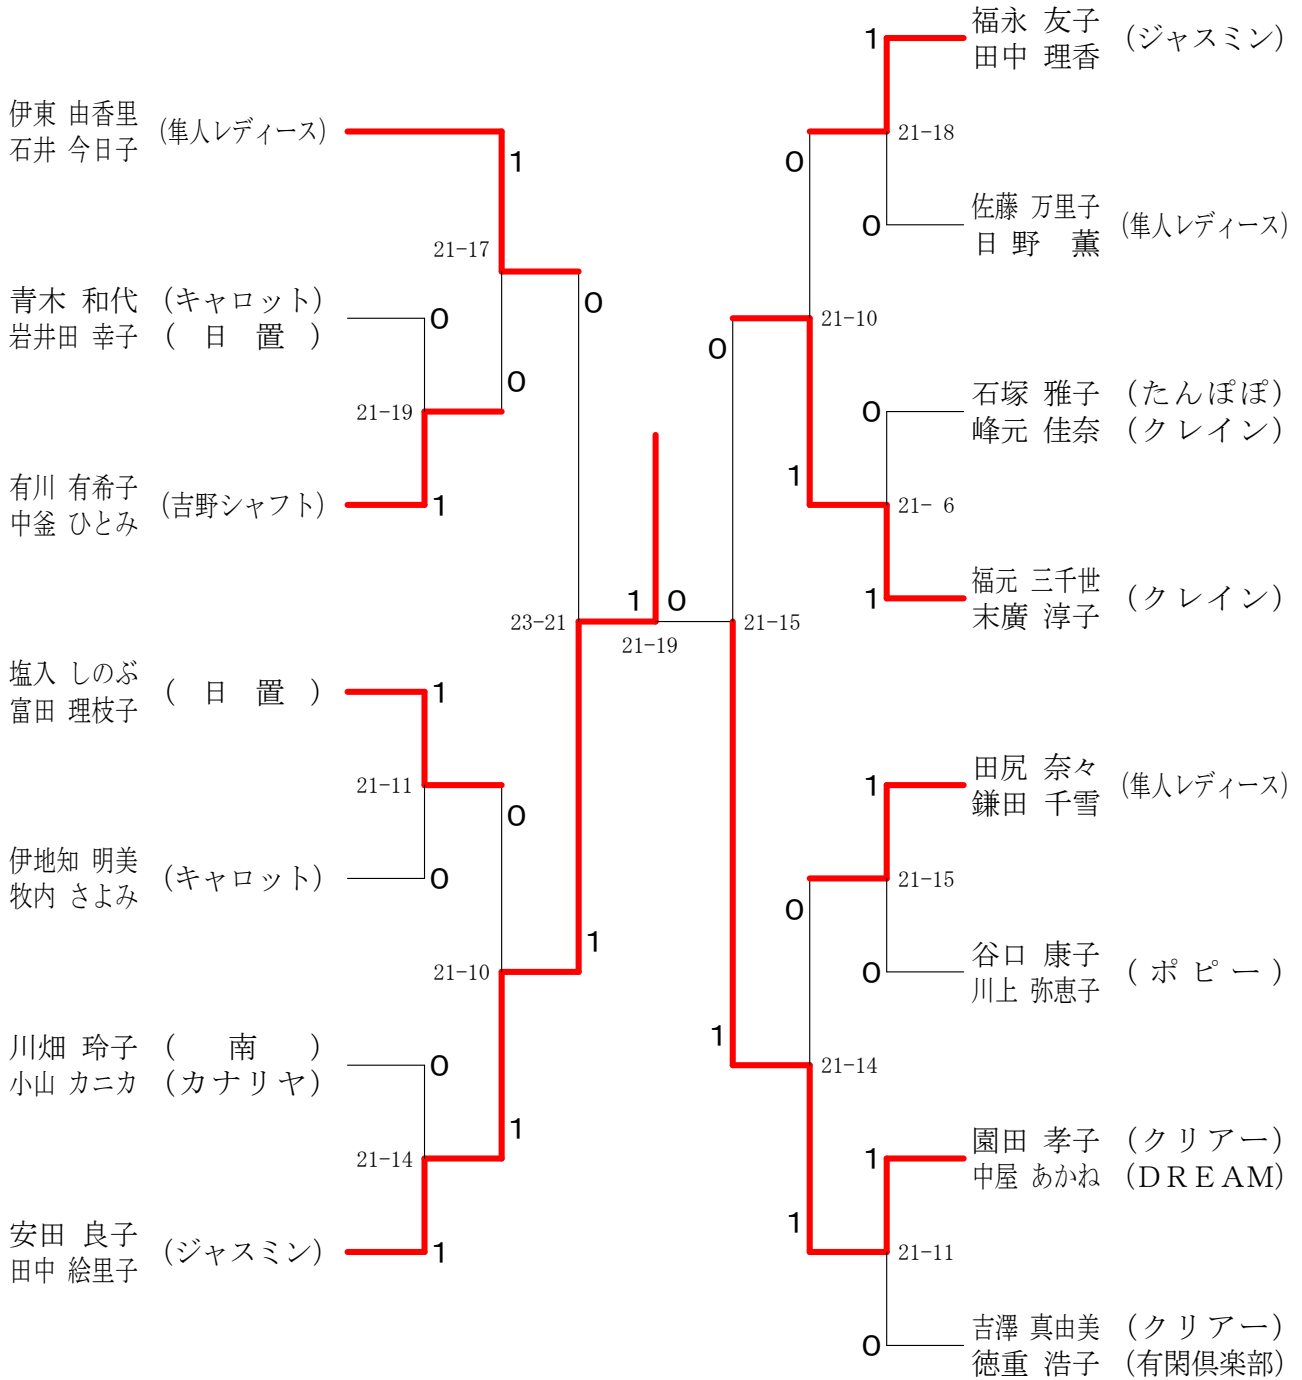 伊東 由香里 (隼人レディース)
石井 今日子
1
21-17
青木 和代 (キャロット)
岩井田 幸子 ( 日 置 )
0
0
0
21-19
有川 有希子 (吉野シャフト)
中釜 ひとみ
1
23-21
塩入 しのぶ ( 日 置 )
富田 理枝子
1
21-11
0
伊地知 明美 (キャロット)
牧内 さよみ
0
1
21-10
川畑 玲子 ( 南 )
小山 カニカ (カナリヤ)
0
1
21-14
安田 良子 (ジャスミン)
田中 絵里子
1
1 0
21-19
福永 友子 (ジャスミン)
田中 理香
1
21-18
0
佐藤 万里子 (隼人レディース)
日 野 薫
0
21-10
0
石塚 雅子 (たんぽぽ)
峰元 佳奈 (クレイン)
0
1
21- 6
福元 三千世 (クレイン)
末廣 淳子
1
21-15
田尻 奈々 (隼人レディース)
鎌田 千雪
1
21-15
0
谷口 康子 (ポピー)
川上 弥恵子
0
1
21-14
園田 孝子 (クリアー)
中屋 あかね (DREAM)
1
1
21-11
吉澤 真由美 (クリアー)
徳重 浩子 (有閑倶楽部)
0